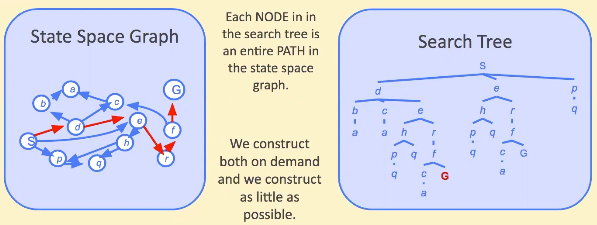 State Space Graph
G
a
b
c
d
e
f
S
h
p
q
r
Each NODE in in
the search tree is
an entire PATH in
the state space
graph.
We construct
both on demand
and we construct
as little as
possible.
Search Tree
S
d e p
b c e h r q
a a h r p q f
p q f q c G
q c G a
a